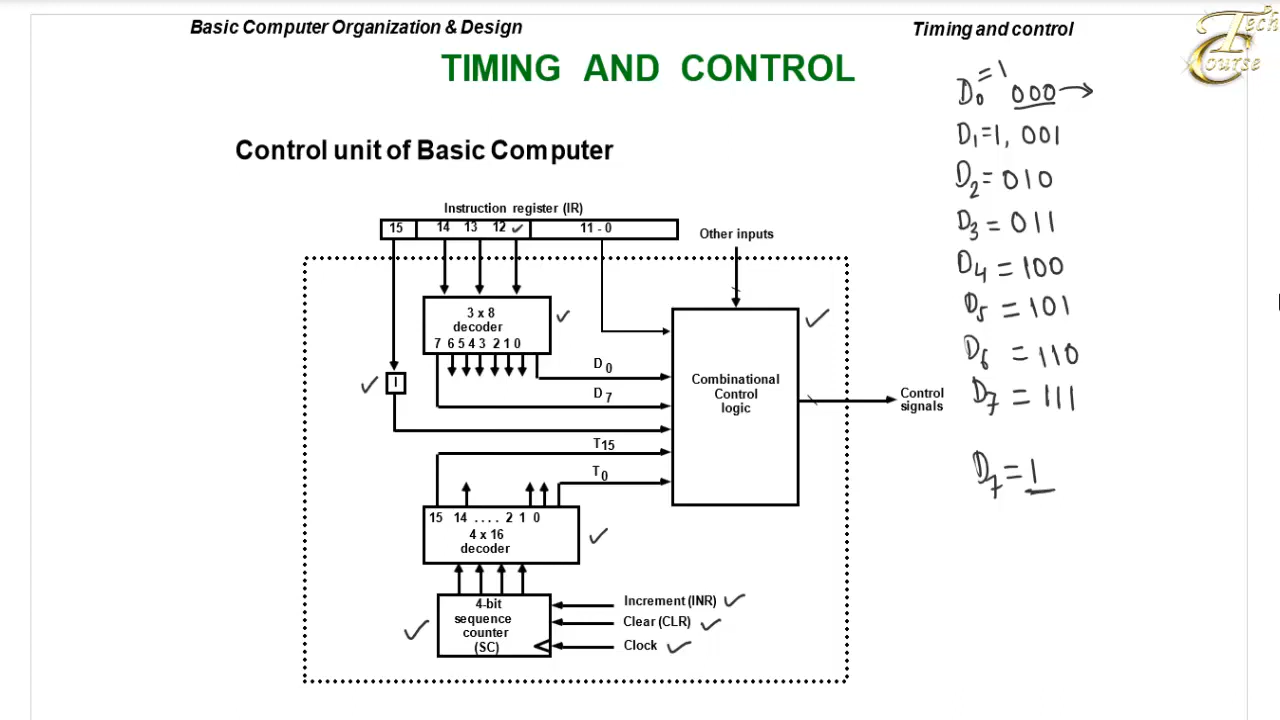 Basic Computer Organization & Design
Timing and control
Tech
Course
TIMING AND CONTROL
Control unit of Basic Computer
Instruction register (IR)
15 14 13 12 11 - 0
Other inputs
3 x 8
decoder
7 6 5 4 3 2 1 0
D0
D7
I
Combinational
Control
logic
Control
signals
T15
T0
15 14 . . . . 2 1 0
4 x 16
decoder
4-bit
sequence
counter
(SC)
Increment (INR)
Clear (CLR)
Clock
D0 =1 000 →
D1=1, 001
D2= 010
D3 = 011
D4 = 100
D5 = 101
D6 = 110
D7 = 111
D7 = 1